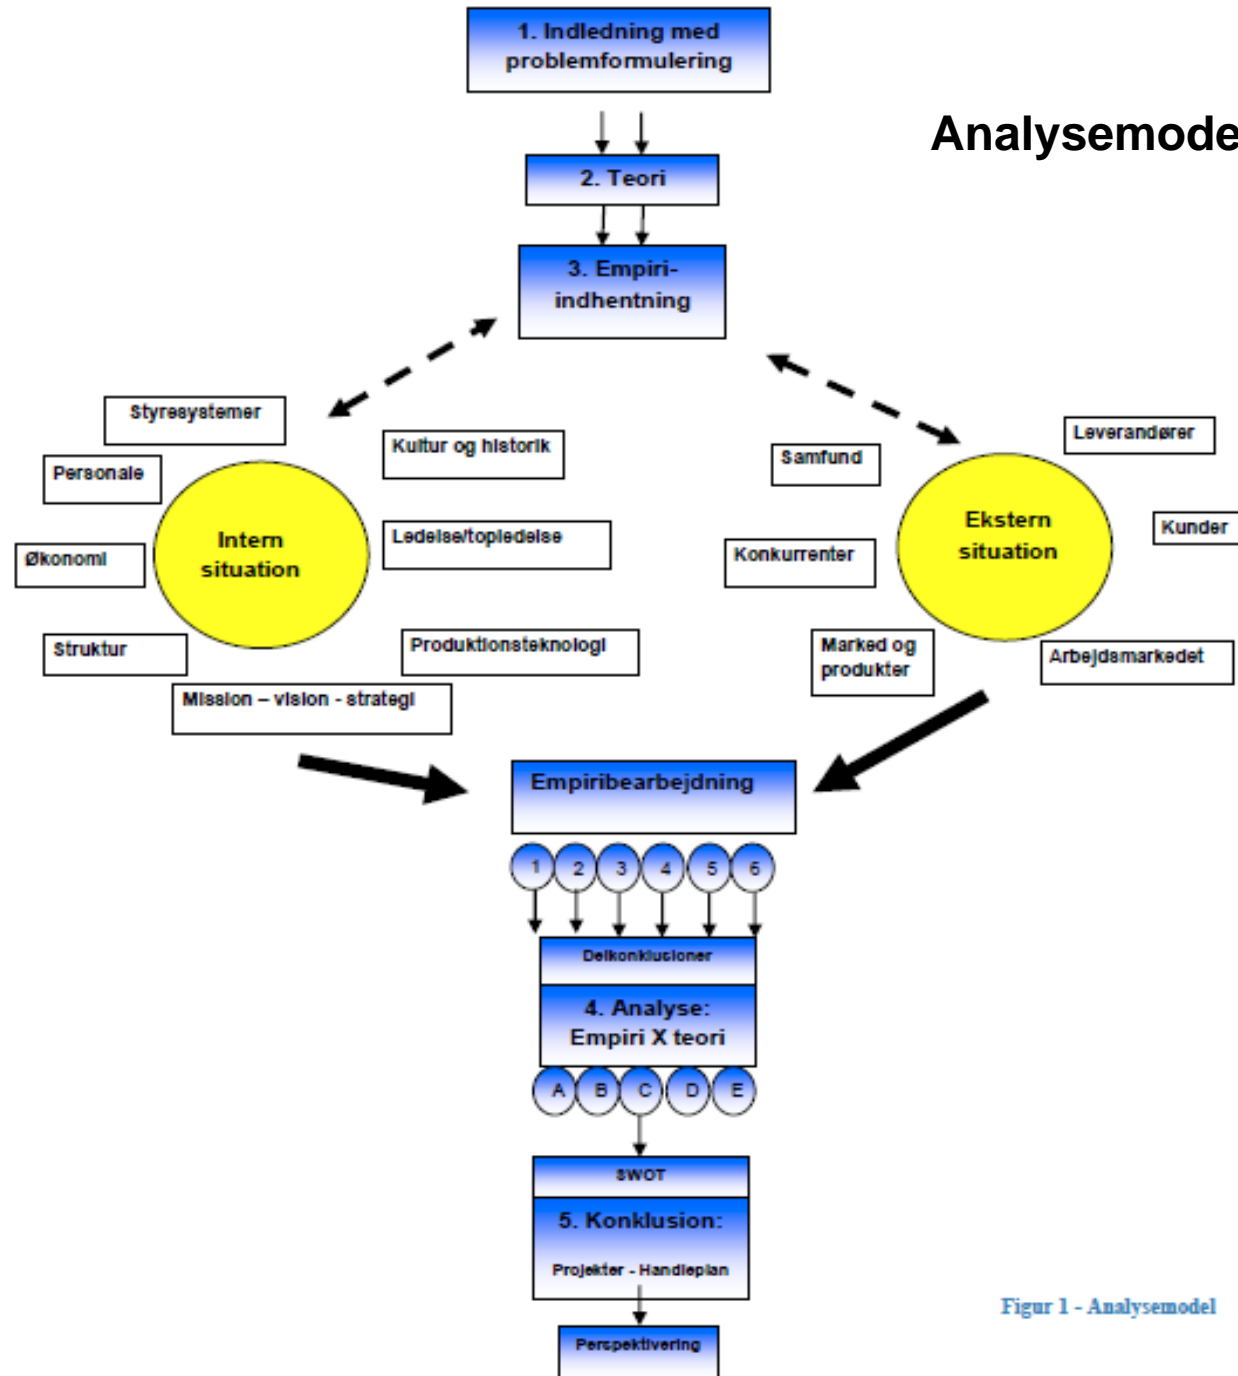 1. Indledning med
problemformulering
Analysemode
2. Teori
3. Empiri-
indhentning
Styresystemer
Kultur og historik
Personale
Intern
situation
Ledelse/topledelse
Økonomi
Struktur
Produktionsteknologi
Mission – vision - strategi
Leverandører
Samfund
Ekstern
situation
Kunder
Konkurrenter
Marked og
produkter
Arbejdsmarkedet
Empiribearbejdning
1 2 3 4 5 6
Delkonklusioner
4. Analyse:
Empiri X teori
A B C D E
SWOT
5. Konklusion:
Projekter - Handleplan
Perspektivering
Figur 1 - Analysemodel